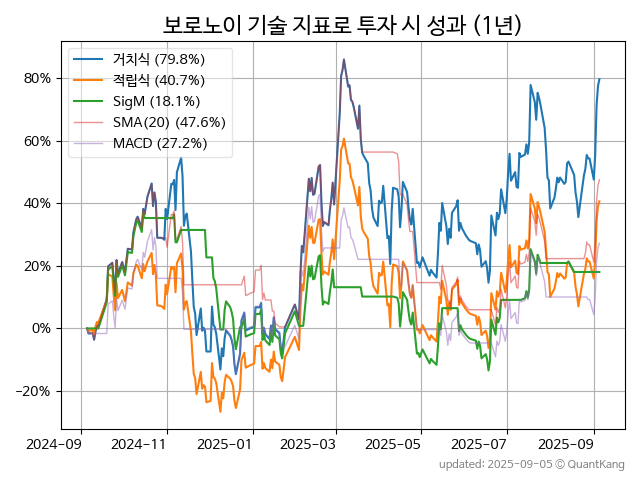 보로노이 기술 지표로 투자 시 성과 (1년)
거치식 (79.8%)
적립식 (40.7%)
SigM (18.1%)
SMA(20) (47.6%)
MACD (27.2%)
80%
60%
40%
20%
0%
−20%
2024-09 2024-11 2025-01 2025-03 2025-05 2025-07 2025-09
updated: 2025-09-05 ⓒ QuantKang